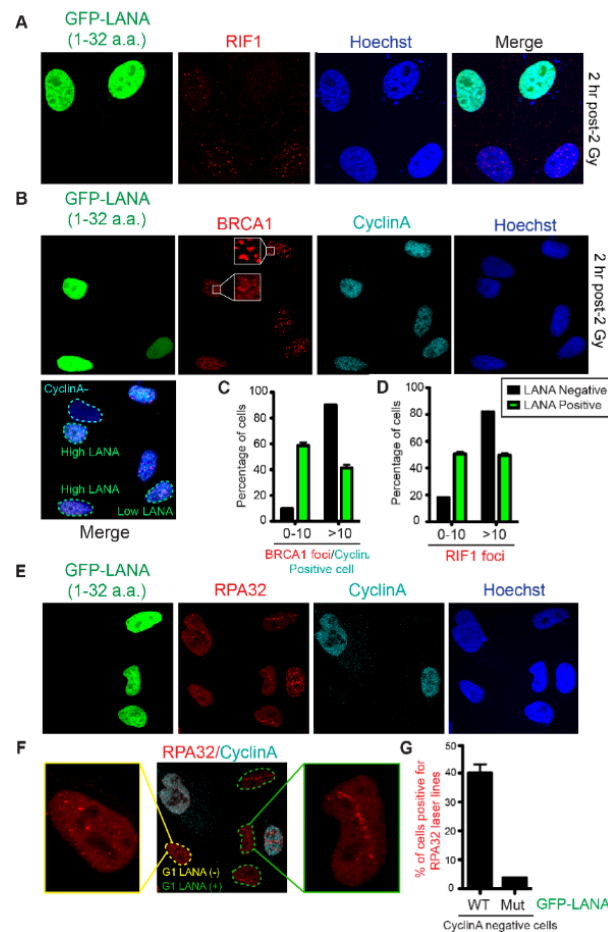 A
GFP-LANA
(1-32 a.a.)
RIF1
Hoechst
Merge
2 hr post-2 Gy
B
GFP-LANA
(1-32 a.a.)
BRCA1
CyclinA
Hoechst
2 hr post-2 Gy
CyclinA-
High LANA
High LANA
Low LANA
Merge
C
Percentage of cells
100
80
60
40
20
0
0-10
>10
BRCA1 foci/Cyclin
Positive cell
D
LANA Negative
LANA Positive
Percentage of cells
100
80
60
40
20
0
0-10
>10
RIF1 foci
E
GFP-LANA
(1-32 a.a.)
RPA32
CyclinA
Hoechst
F
RPA32/CyclinA
G1 LANA (-)
G1 LANA (+)
G
% of cells positive for
RPA32 laser lines
50
40
30
20
10
0
WT
Mut
GFP-LANA
CyclinA negative cells